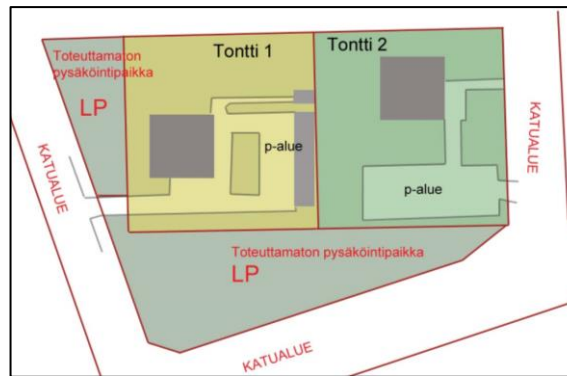 Toteuttamaton
pysäköintipaikka
LP
Tontti 1
Tontti 2
p-alue
p-alue
KATUALUE
KATUALUE
Toteuttamaton pysäköintipaikka
LP
KATUALUE